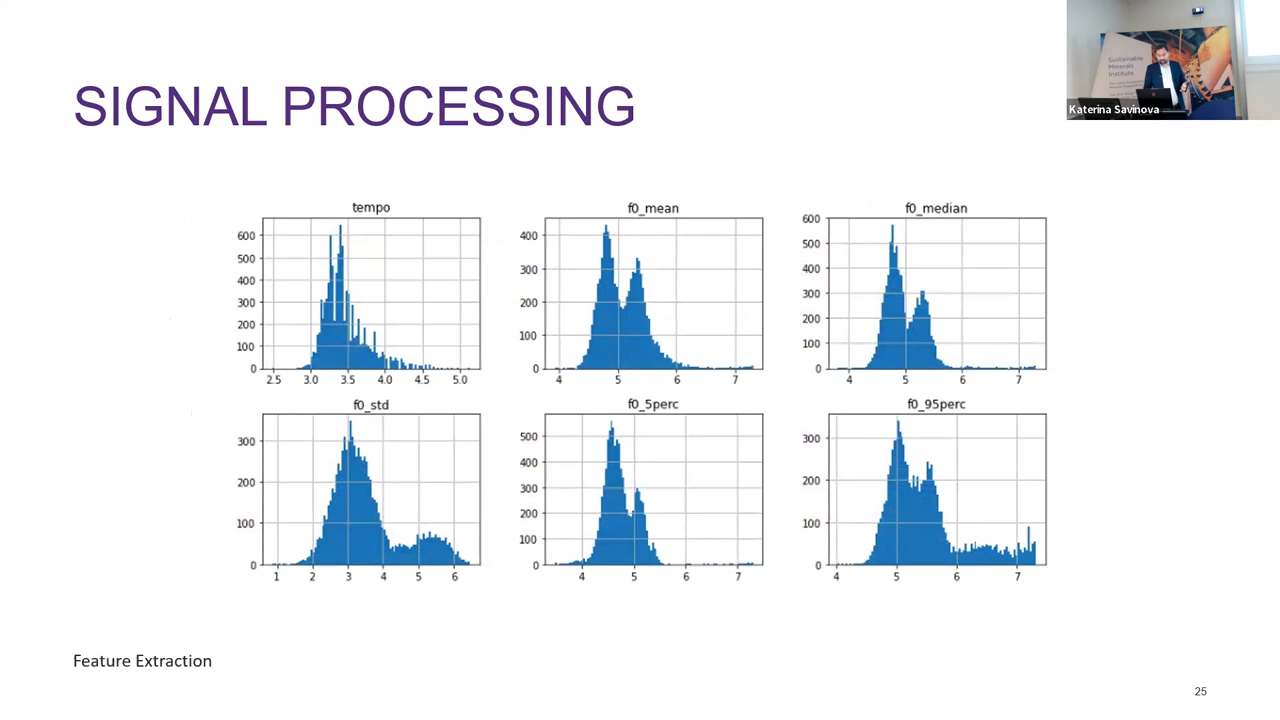 SIGNAL PROCESSING
Sustainable
Minerals
Institute
Katerina Savinova
tempo
600
500
400
300
200
100
0
2.5 3.0 3.5 4.0 4.5 5.0
f0_mean
400
300
200
100
0
4 5 6 7
f0_median
600
500
400
300
200
100
0
4 5 6 7
f0_std
300
200
100
0
1 2 3 4 5 6
f0_5perc
500
400
300
200
100
0
4 5 6 7
f0_95perc
300
200
100
0
4 5 6 7
Feature Extraction
25